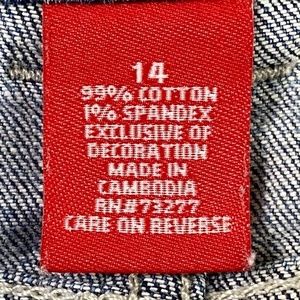 14
99% COTTON
1% SPANDEX
EXCLUSIVE OF
DECORATION
MADE IN
CAMBODIA
RN#73277
CARE ON REVERSE